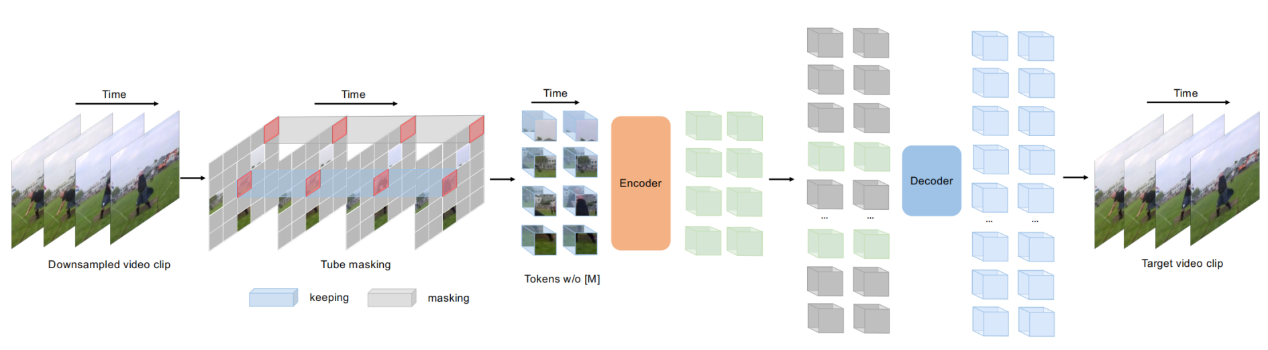 Time
Time
Time
Time
Encoder
Decoder
...
...
...
...
Downsampled video clip
Tube masking
Tokens w/o [M]
Target video clip
keeping
masking